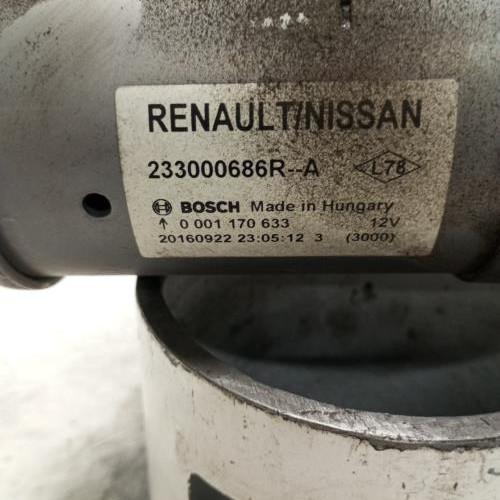 RENAULT/NISSAN
233000686R--A L78
BOSCH Made in Hungary
↑ 0 001 170 633 12V
20160922 23:05:12 3 (3000)